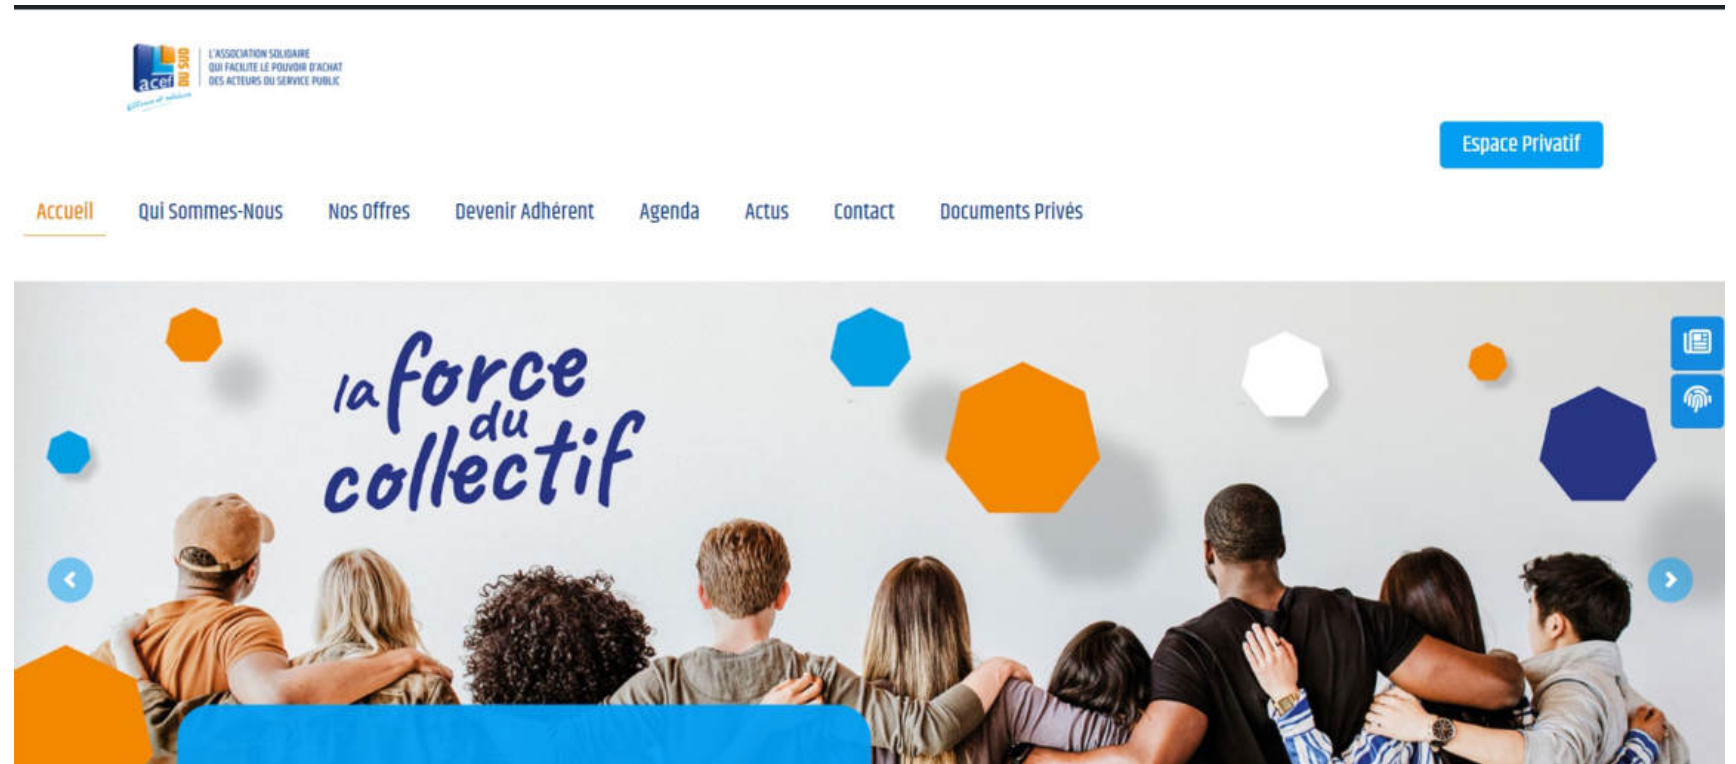 acef
DU SUD
L'ASSOCIATION SOLIDAIRE
QUI FACILITE LE POUVOIR D'ACHAT
DES ACTEURS DU SERVICE PUBLIC
Espace Privatif
Accueil Qui Sommes-Nous Nos Offres Devenir Adhérent Agenda Actus Contact Documents Privés
la force
du
collectif